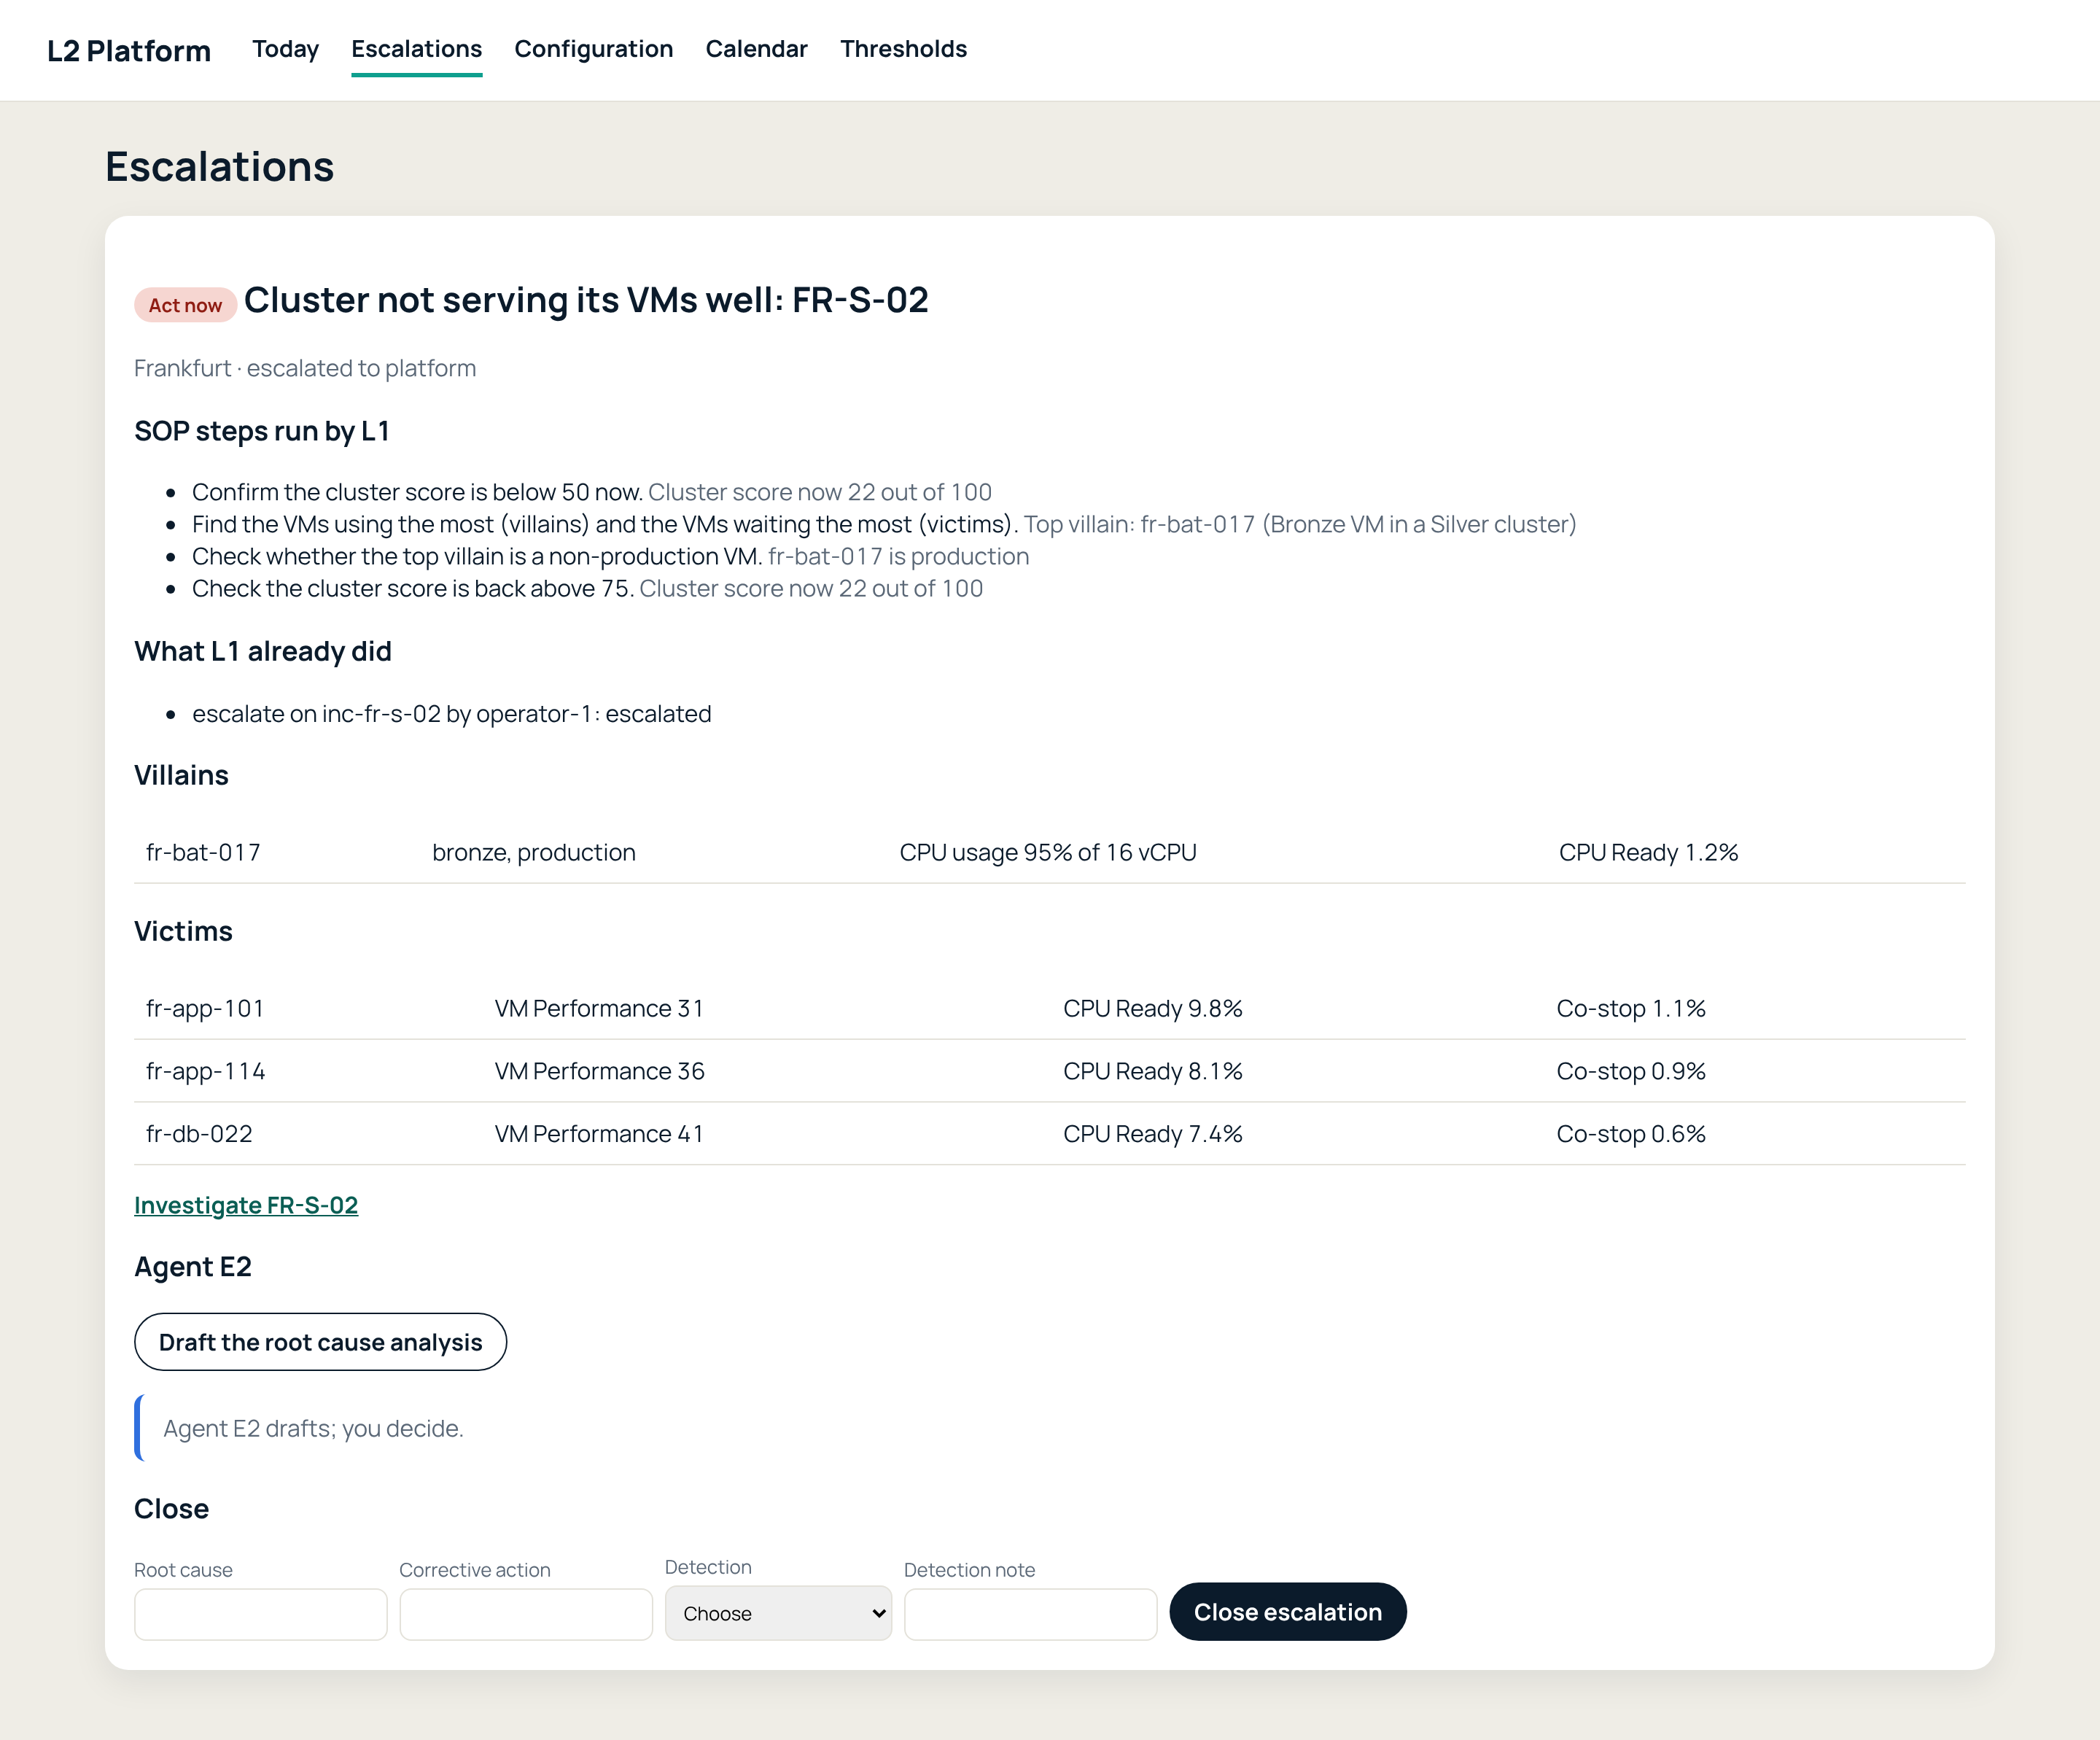 L2 Platform Today Escalations Configuration Calendar Thresholds
Escalations
Act now Cluster not serving its VMs well: FR-S-02
Frankfurt · escalated to platform
SOP steps run by L1
• Confirm the cluster score is below 50 now. Cluster score now 22 out of 100
• Find the VMs using the most (villains) and the VMs waiting the most (victims). Top villain: fr-bat-017 (Bronze VM in a Silver cluster)
• Check whether the top villain is a non-production VM. fr-bat-017 is production
• Check the cluster score is back above 75. Cluster score now 22 out of 100
What L1 already did
• escalate on inc-fr-s-02 by operator-1: escalated
Villains
fr-bat-017 bronze, production CPU usage 95% of 16 vCPU CPU Ready 1.2%
Victims
fr-app-101 VM Performance 31 CPU Ready 9.8% Co-stop 1.1%
fr-app-114 VM Performance 36 CPU Ready 8.1% Co-stop 0.9%
fr-db-022 VM Performance 41 CPU Ready 7.4% Co-stop 0.6%
Investigate FR-S-02
Agent E2
Draft the root cause analysis
Agent E2 drafts; you decide.
Close
Root cause Corrective action Detection Detection note
Choose Close escalation